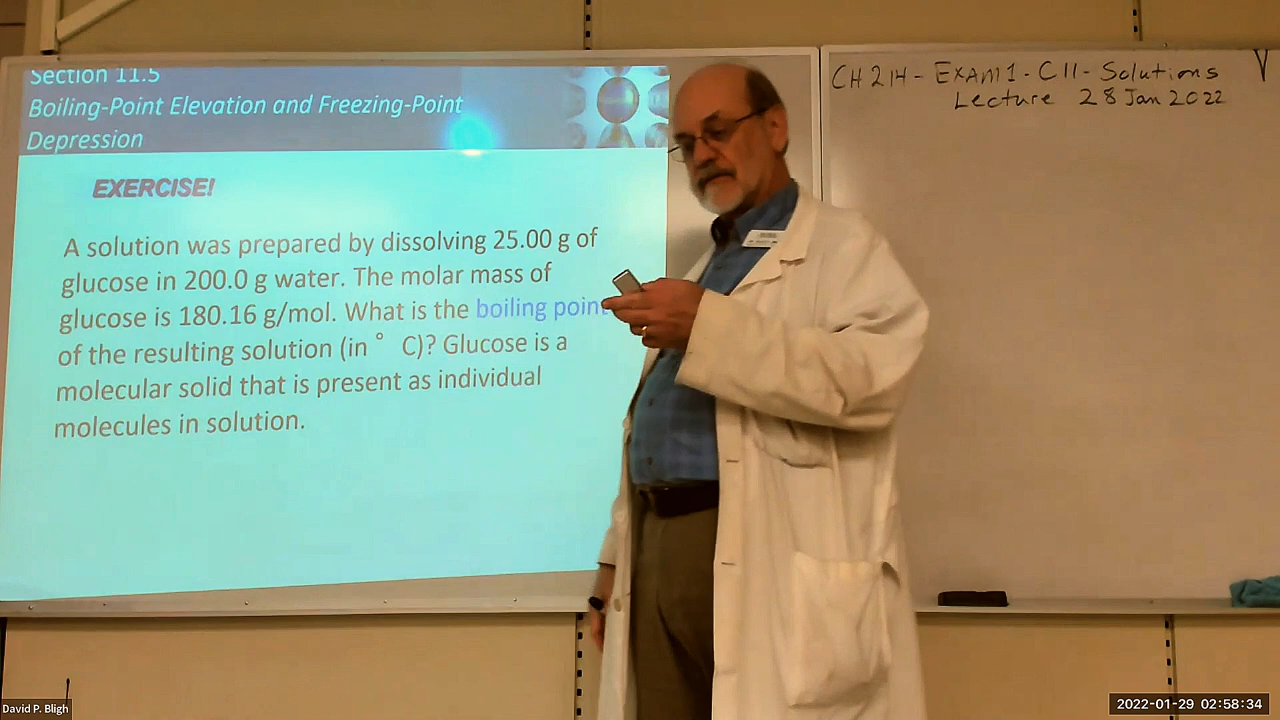 Section 11.5
Boiling-Point Elevation and Freezing-Point
Depression
EXERCISE!
A solution was prepared by dissolving 25.00 g of
glucose in 200.0 g water. The molar mass of
glucose is 180.16 g/mol. What is the boiling point
of the resulting solution (in ° C)? Glucose is a
molecular solid that is present as individual
molecules in solution.
CH 214 - EXAM 1 - C11 - Solutions
Lecture 28 Jan 2022
David P. Bligh
2022-01-29 02:58:34